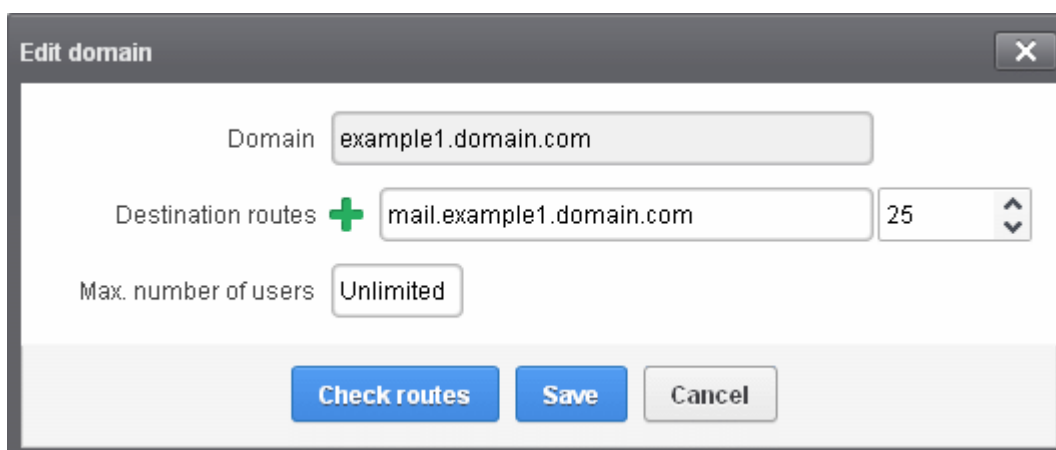 Edit domain
Domain example1.domain.com
Destination routes mail.example1.domain.com 25
Max. number of users Unlimited
Check routes Save Cancel